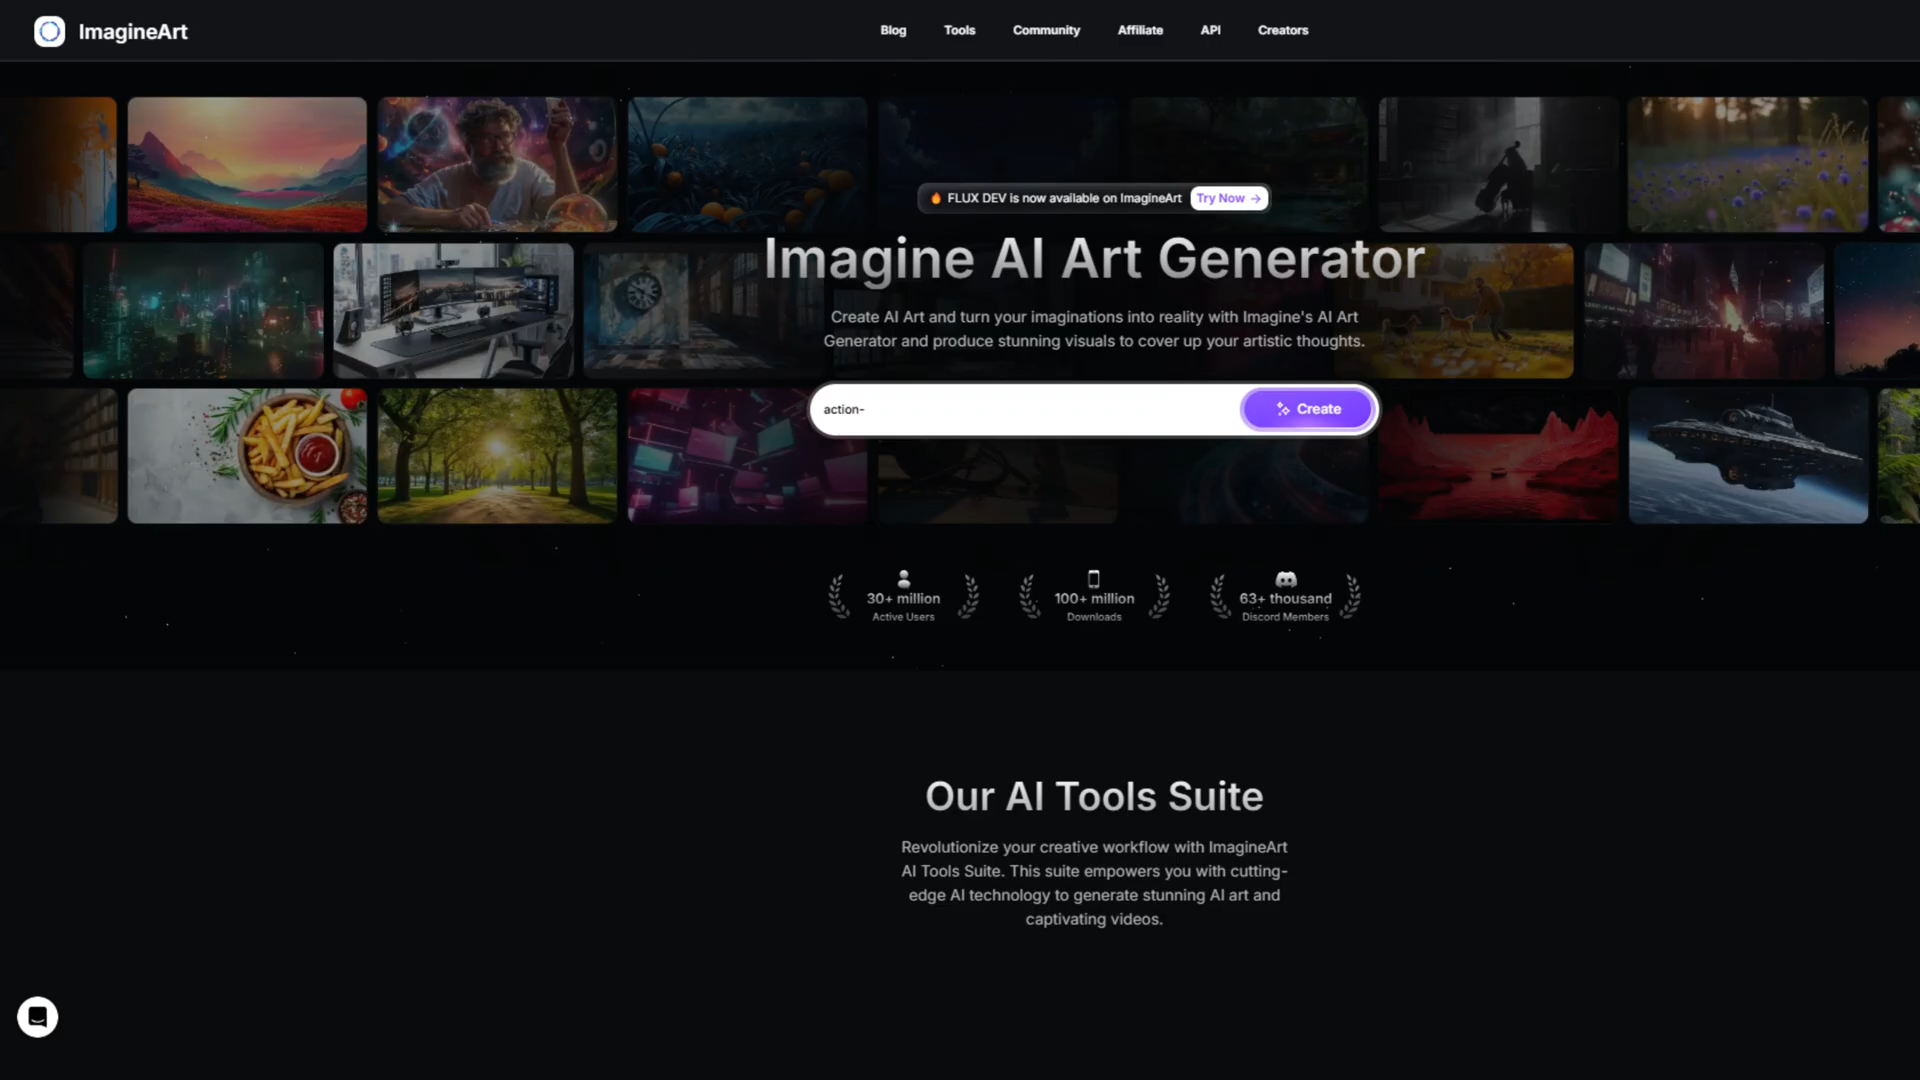 ImagineArt
Blog
Tools
Community
Affiliate
API
Creators
FLUX DEV is now available on ImagineArt
Try Now
Imagine AI Art Generator
Create AI Art and turn your imaginations into reality with Imagine's AI Art
Generator and produce stunning visuals to cover up your artistic thoughts.
action-
Create
30+ million
Active Users
100+ million
Downloads
63+ thousand
Discord Members
Our AI Tools Suite
Revolutionize your creative workflow with ImagineArt
AI Tools Suite. This suite empowers you with cutting-
edge AI technology to generate stunning AI art and
captivating videos.